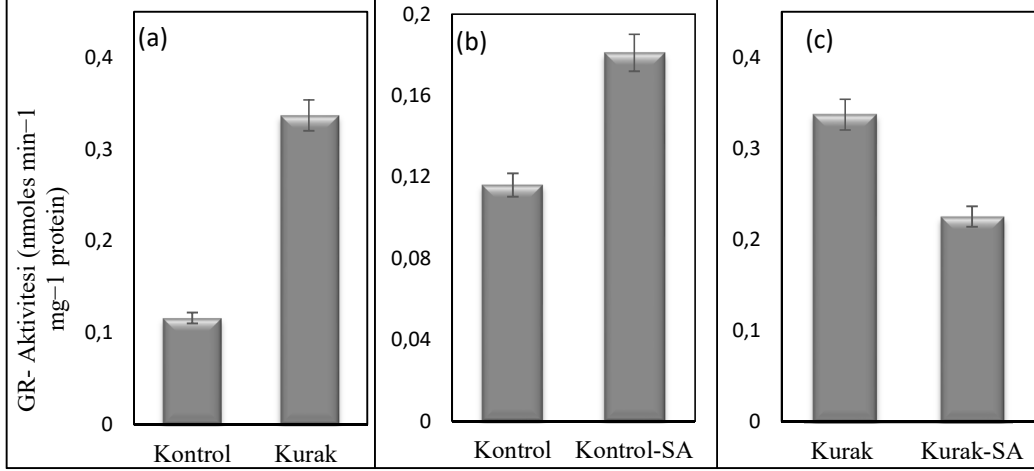 GR- Aktivitesi (nmoles min−1
mg−1 protein)
(a)
0,4
0,3
0,2
0,1
0
Kontrol
Kurak
(b)
0,2
0,16
0,12
0,08
0,04
0
Kontrol
Kontrol-SA
(c)
0,4
0,3
0,2
0,1
0
Kurak
Kurak-SA